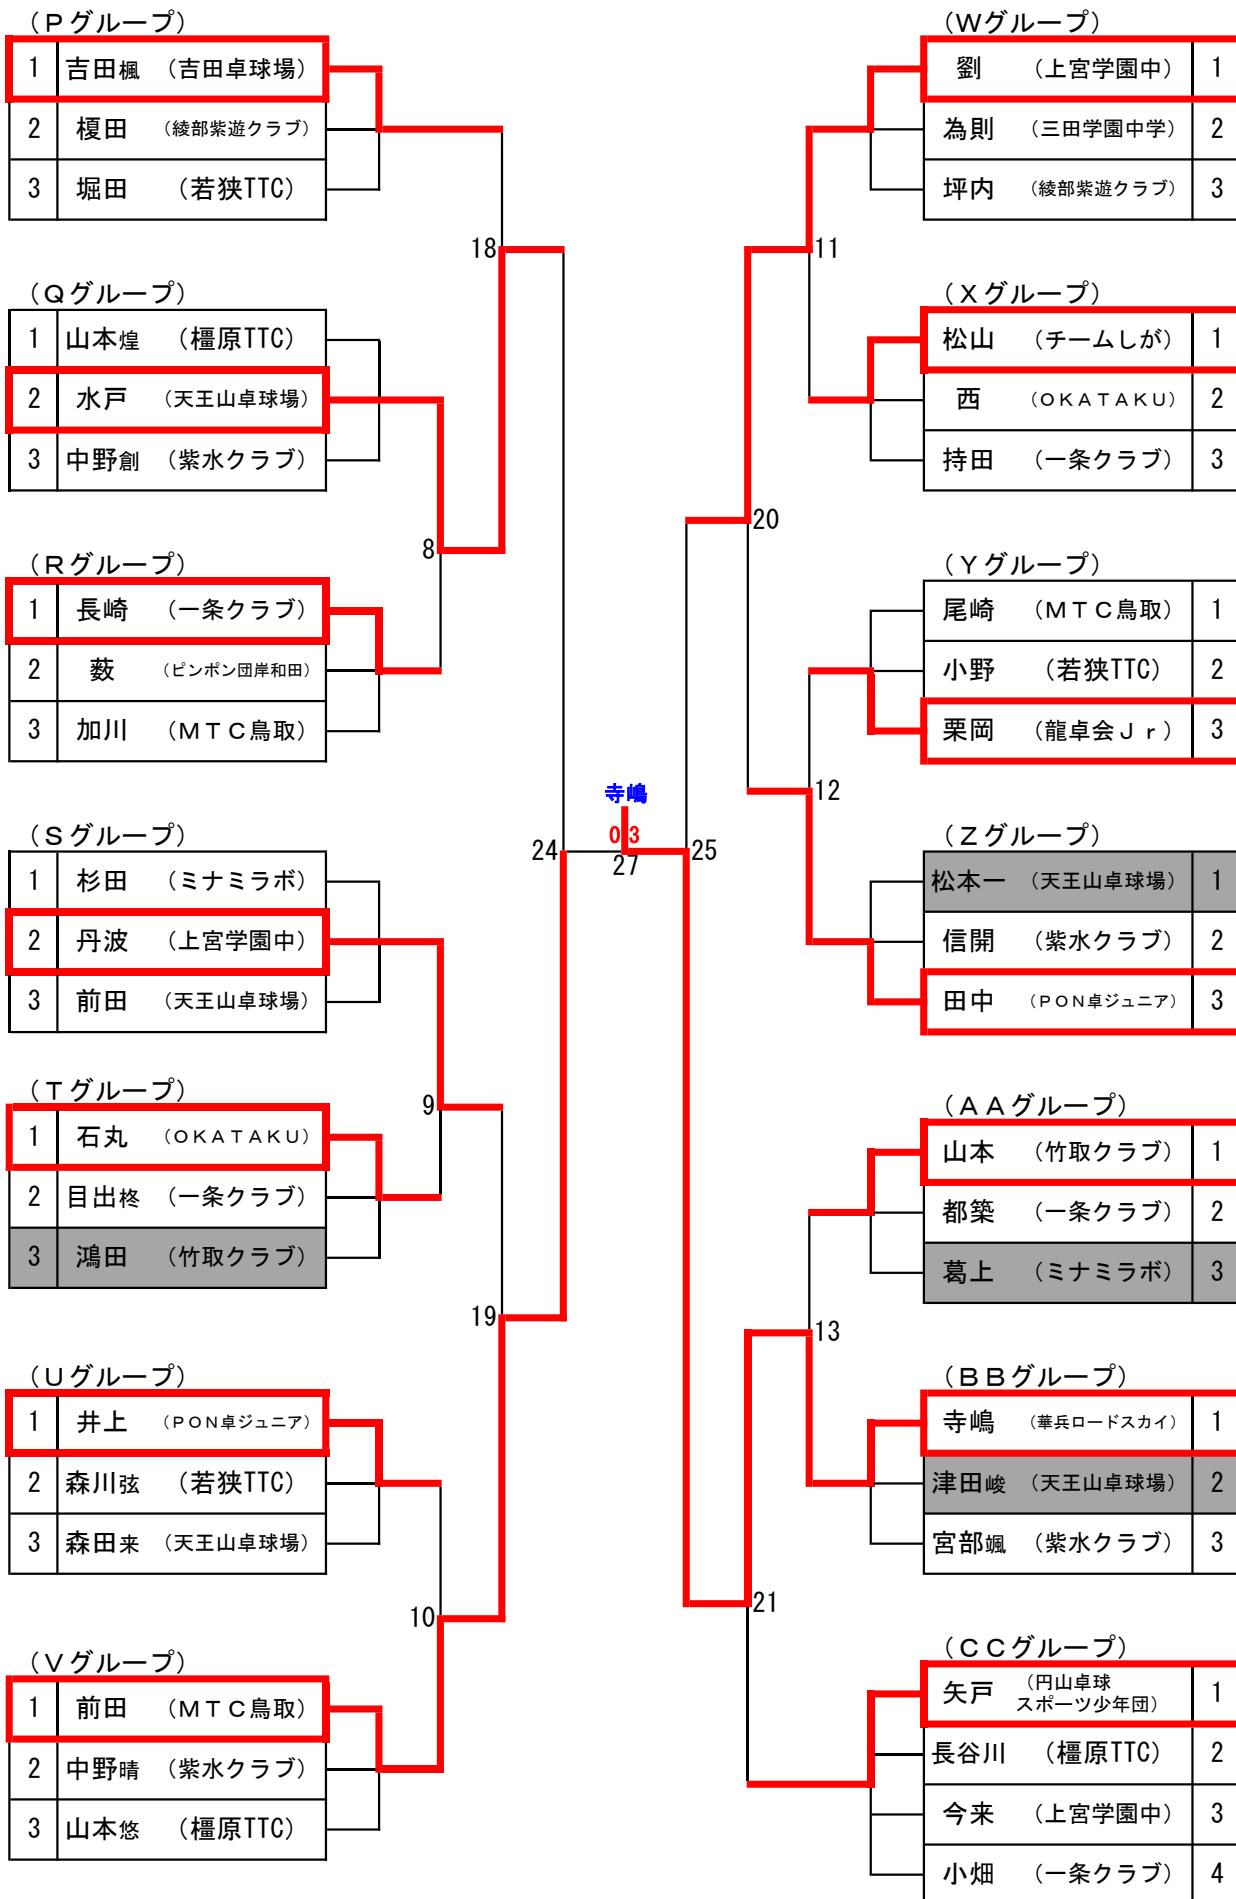 （Ｐグループ）
1 吉田楓 （吉田卓球場）
2 榎田 （綾部紫遊クラブ）
3 堀田 （若狭TTC）
18
（Ｑグループ）
1 山本煌 （橿原TTC）
2 水戸 （天王山卓球場）
3 中野創 （紫水クラブ）
8
（Ｒグループ）
1 長崎 （一条クラブ）
2 薮 （ピンポン団岸和田）
3 加川 （ＭＴＣ鳥取）
（Ｓグループ）
1 杉田 （ミナミラボ）
2 丹波 （上宮学園中）
3 前田 （天王山卓球場）
24
9
（Ｔグループ）
1 石丸 （ＯＫＡＴＡＫＵ）
2 目出柊 （一条クラブ）
3 鴻田 （竹取クラブ）
19
（Ｕグループ）
1 井上 （ＰＯＮ卓ジュニア）
2 森川弦 （若狭TTC）
3 森田来 （天王山卓球場）
10
（Ｖグループ）
1 前田 （ＭＴＣ鳥取）
2 中野晴 （紫水クラブ）
3 山本悠 （橿原TTC）
寺嶋
0 3
27
（Ｗグループ）
劉 （上宮学園中） 1
為則 （三田学園中学） 2
坪内 （綾部紫遊クラブ） 3
11
（Ｘグループ）
松山 （チームしが） 1
西 （ＯＫＡＴＡＫＵ） 2
持田 （一条クラブ） 3
20
（Ｙグループ）
尾崎 （ＭＴＣ鳥取） 1
小野 （若狭TTC） 2
栗岡 （龍卓会Ｊｒ） 3
12
25
（Ｚグループ）
松本一 （天王山卓球場） 1
信開 （紫水クラブ） 2
田中 （ＰＯＮ卓ジュニア） 3
（ＡＡグループ）
山本 （竹取クラブ） 1
都築 （一条クラブ） 2
葛上 （ミナミラボ） 3
13
（ＢＢグループ）
寺嶋 （華兵ロードスカイ） 1
津田峻 （天王山卓球場） 2
宮部颯 （紫水クラブ） 3
21
（ＣＣグループ）
矢戸 （円山卓球
スポーツ少年団） 1
長谷川 （橿原TTC） 2
今来 （上宮学園中） 3
小畑 （一条クラブ） 4